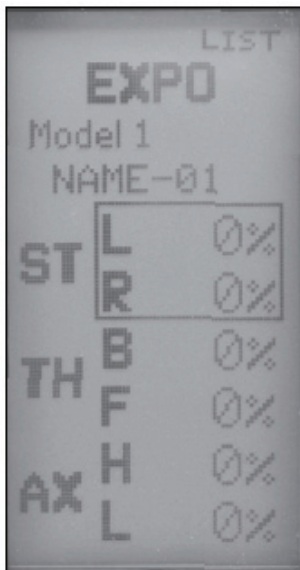 LIST
EXPO
Model 1
NAME-01
ST L 0%
R 0%
TH B 0%
F 0%
AX H 0%
L 0%